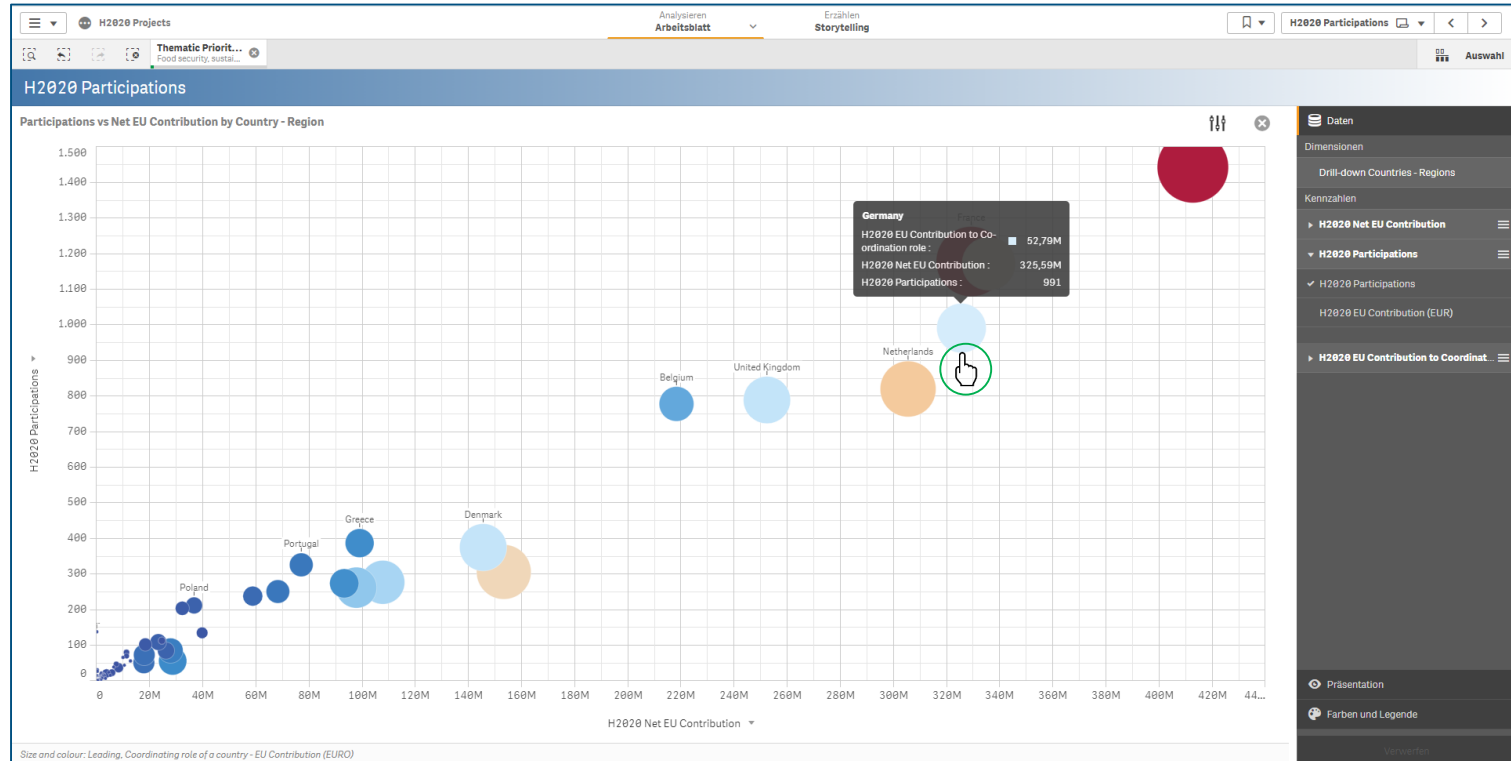 H2020 Projects
Analysieren
Arbeitsblatt
Erzählen
Storytelling
H2020 Participations
Thematic Priorit...
Food security, sustai...
Auswahl
H2020 Participations
Participations vs Net EU Contribution by Country - Region
1.500
1.400
1.300
1.200
1.100
1.000
900
800
700
600
500
400
300
200
100
0
H2020 Participations
France
Germany
H2020 EU Contribution to Co-
ordination role : 52,79M
H2020 Net EU Contribution : 325,59M
H2020 Participations : 991
Netherlands
United Kingdom
Belgium
Denmark
Greece
Portugal
Poland
0 20M 40M 60M 80M 100M 120M 140M 160M 180M 200M 220M 240M 260M 280M 300M 320M 340M 360M 380M 400M 420M 44...
H2020 Net EU Contribution
Size and colour: Leading, Coordinating role of a country - EU Contribution (EURO)
Daten
Dimensionen
Drill-down Countries - Regions
Kennzahlen
H2020 Net EU Contribution
H2020 Participations
H2020 Participations
H2020 EU Contribution (EUR)
H2020 EU Contribution to Coordinat...
Präsentation
Farben und Legende
Verwerfen